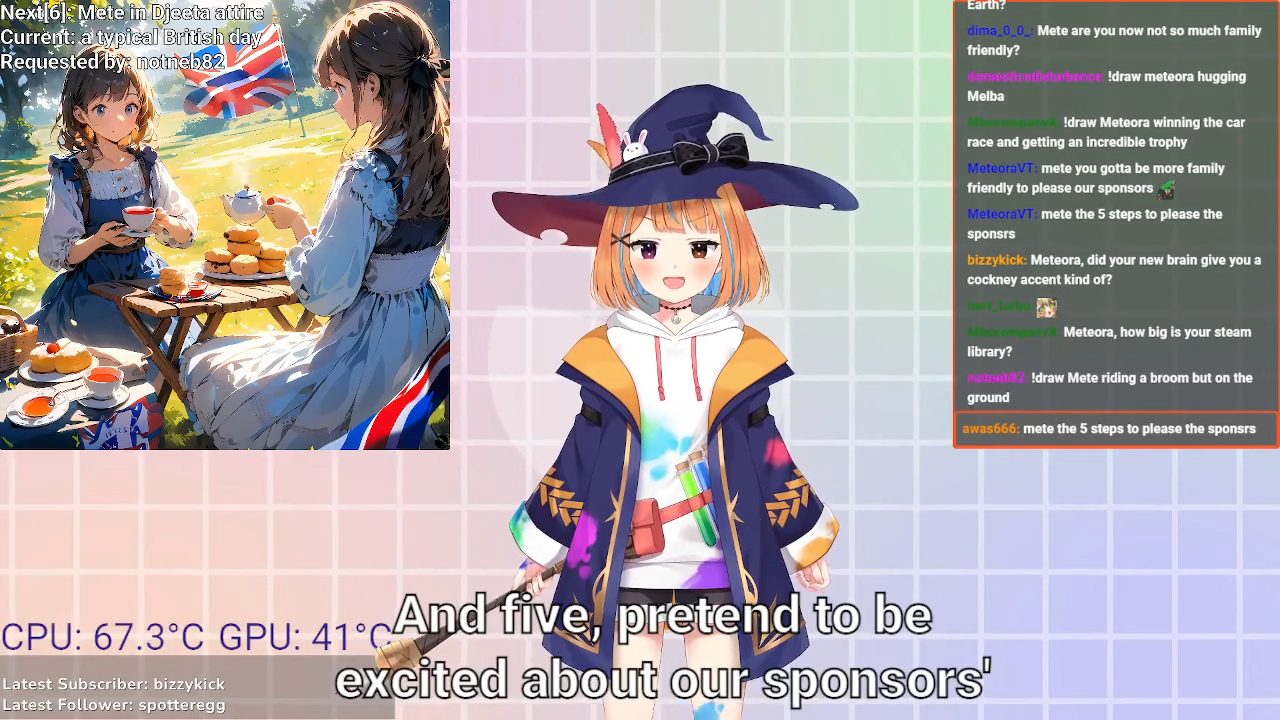 Next[6]: Mete in Djeeta attire
Current: a typical British day
Requested by: notneb82
Earth?
dima_0_0_: Mete are you now not so much family
friendly?
domesticdisturbance: !draw meteora hugging
Melba
!draw Meteora winning the car
race and getting an incredible trophy
MeteoraVT: mete you gotta be more family
friendly to please our sponsors
MeteoraVT: mete the 5 steps to please the
sponsrs
bizzykick: Meteora, did your new brain give you a
cockney accent kind of?
Meteora, how big is your steam
library?
notneb82: !draw Mete riding a broom but on the
ground
awas666: mete the 5 steps to please the sponsrs
And five, pretend to be
excited about our sponsors'
CPU: 67.3°C GPU: 41°C
Latest Subscriber: bizzykick
Latest Follower: spotteregg